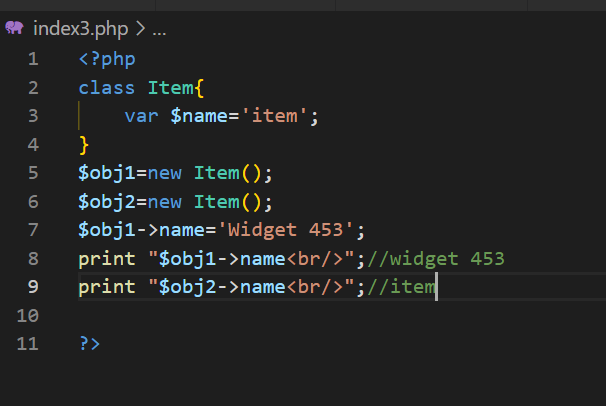 index3.php > ...
1 <?php
2 class Item{
3     var $name='item';
4 }
5 $obj1=new Item();
6 $obj2=new Item();
7 $obj1->name='Widget 453';
8 print "$obj1->name<br/>";//widget 453
9 print "$obj2->name<br/>";//item
10
11 ?>